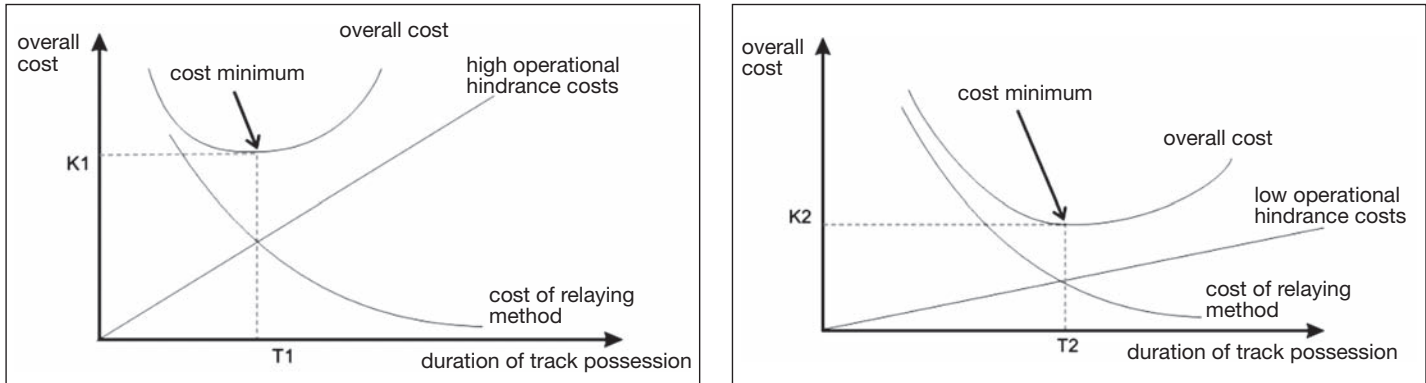 overall
cost
overall cost
cost minimum
high operational
hindrance costs
K1
cost of relaying
method
T1
duration of track possession
overall
cost
cost minimum
overall cost
low operational
hindrance costs
K2
cost of relaying
method
T2
duration of track possession